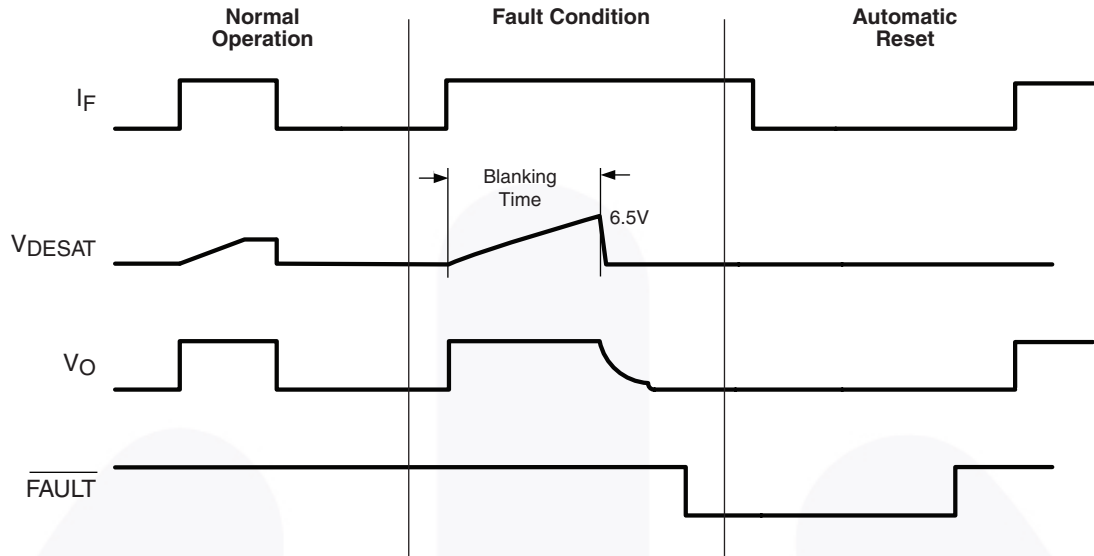 Normal
Operation
Fault Condition
Automatic
Reset
IF
Blanking
Time
6.5V
VDESAT
VO
FAULT